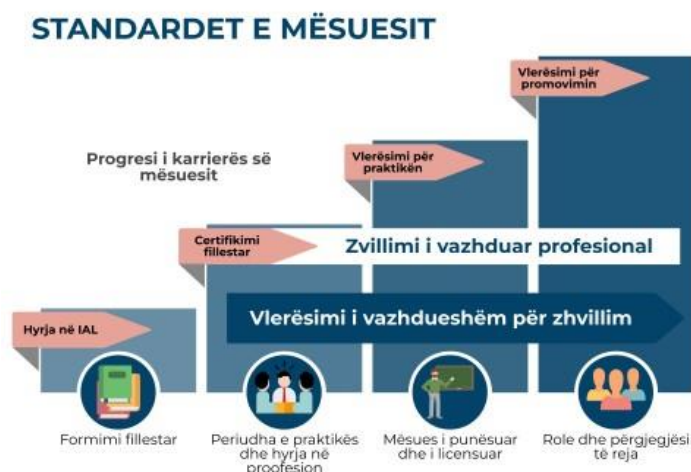 STANDARDET E MËSUESIT
Vlerësimi për
promovimin
Progresi i karrierës së
mësuesit
Vlerësimi për
praktikën
Certifikimi
fillestar
Zvillimi i vazhduar profesional
Hyrja në IAL
Vlerësimi i vazhdueshëm për zhvillim
Formimi fillestar
Periudha e praktikës
dhe hyrja në
proofesion
Mësues i punësuar
dhe i licensuar
Role dhe përgjegjësi
të reja